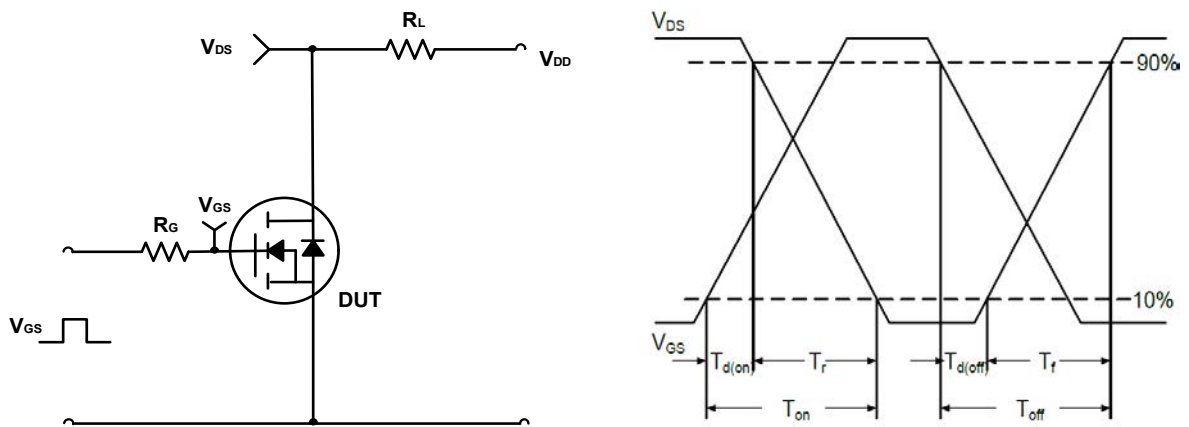 RL
VDS
VDD
VGS
RG
DUT
VGS
VDS
90%
10%
VGS
Td(on)
Tr
Td(off)
Tf
Ton
Toff